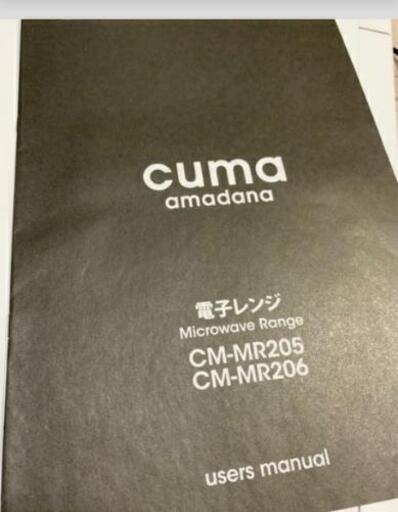 cuma
amadana
電子レンジ
Microwave Range
CM-MR205
CM-MR206
users manual